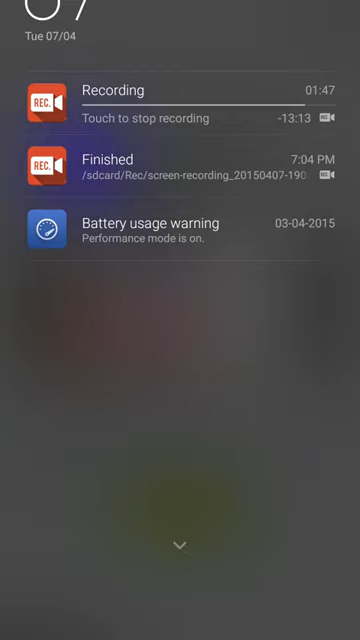 Tue 07/04
REC. Recording 01:47
Touch to stop recording -13:13 REC
REC. Finished 7:04 PM
/sdcard/Rec/screen-recording_20150407-190
Battery usage warning 03-04-2015
Performance mode is on.